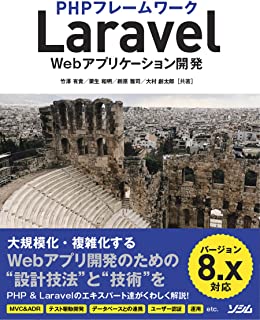 PHPフレームワーク
Laravel
Webアプリケーション開発
竹澤 有貴／栗生 和明／新原 雅司／大村 創太郎 [共著]
大規模化・複雑化する
Webアプリ開発のための
“設計技法”と“技術”を
PHP & Laravelのエキスパート達がくわしく解説！
バージョン
8.x
対応
MVC&ADR テスト駆動開発 データベースとの連携 ユーザー認証 運用 etc.
ソシム